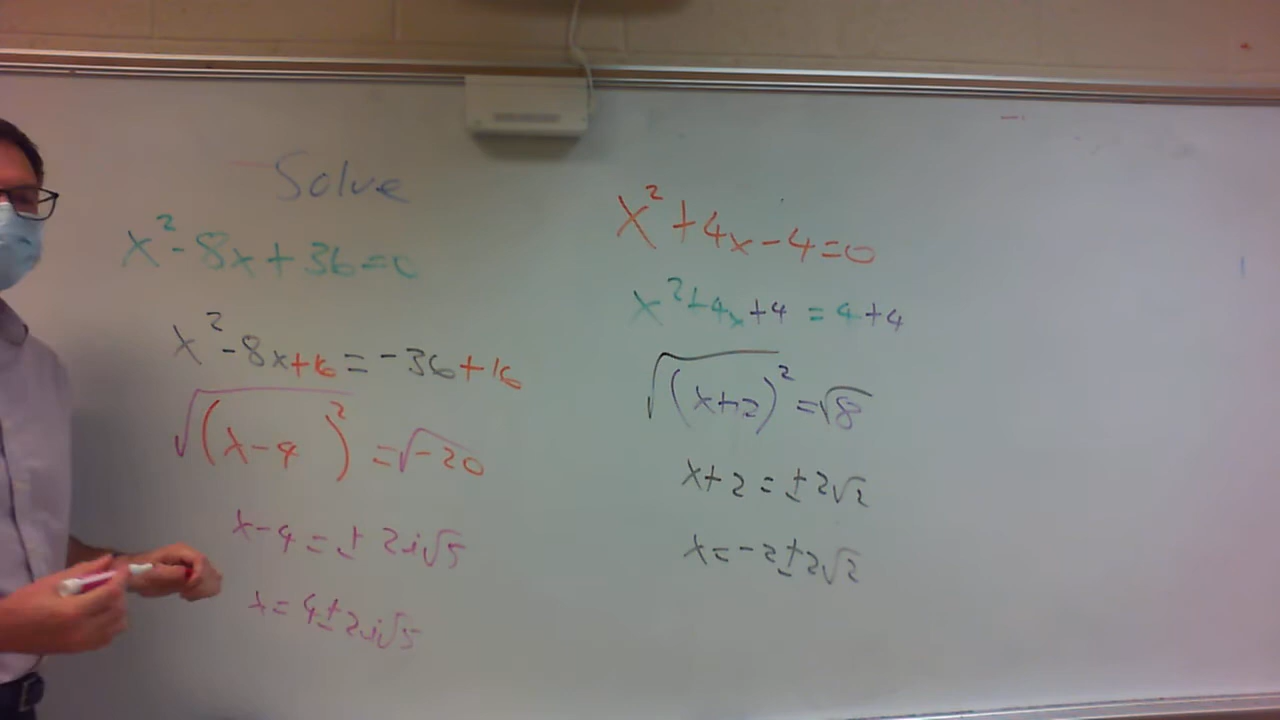 Solve
x²-8x+36=0
x²-8x+16=-36+16
√(x-4)²=√-20
x-4=±2i√5
x=4±2i√5
x²+4x-4=0
x²+4x+4=4+4
√(x+2)²=√8
x+2=±2√2
x=-2±2√2